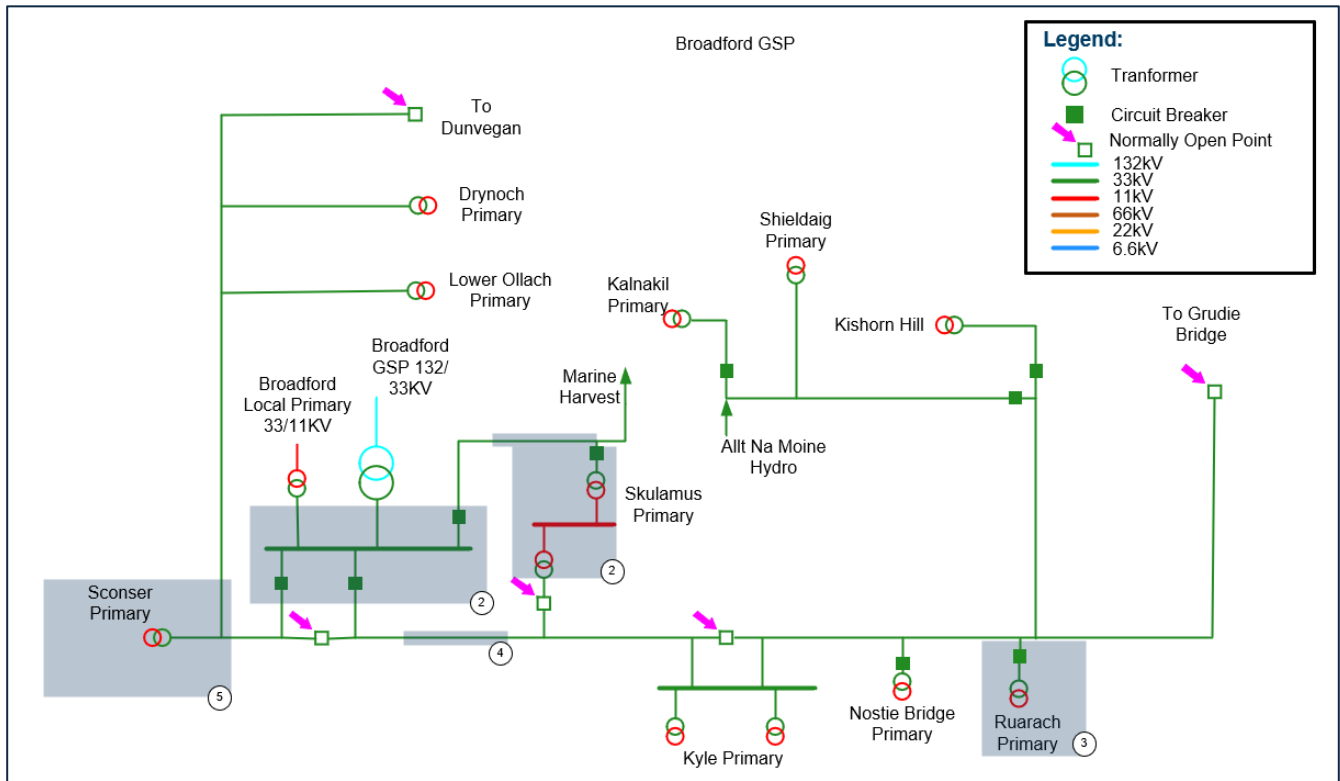 Broadford GSP
Legend:
Tranformer
Circuit Breaker
Normally Open Point
132kV
33kV
11kV
66kV
22kV
6.6kV
To
Dunvegan
Drynoch
Primary
Lower Ollach
Primary
Shieldaig
Primary
Kalnakil
Primary
Kishorn Hill
To Grudie
Bridge
Broadford
GSP 132/
33KV
Broadford
Local Primary
33/11KV
Marine
Harvest
Allt Na Moine
Hydro
Skulamus
Primary
2
2
Sconser
Primary
5
4
Kyle Primary
Nostie Bridge
Primary
Ruarach
Primary
3